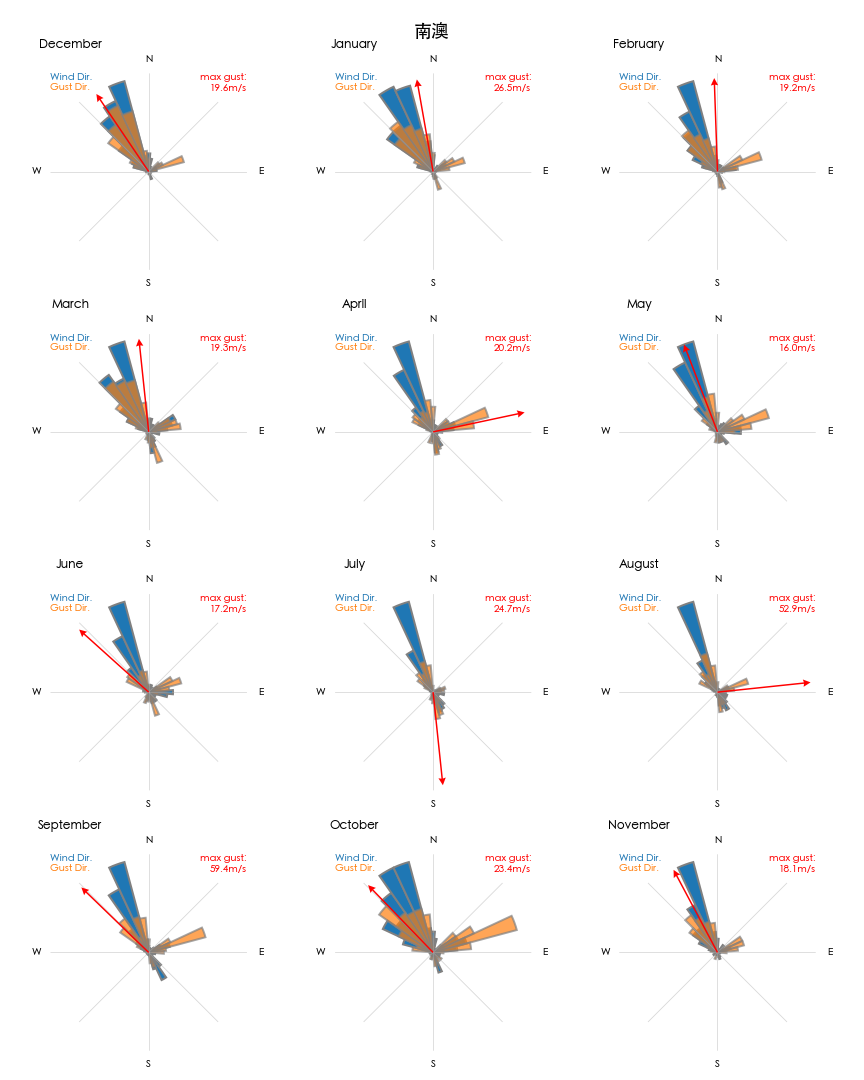 南澳
December
N
Wind Dir.
Gust Dir.
max gust:
19.6m/s
W
E
S
January
N
Wind Dir.
Gust Dir.
max gust:
26.5m/s
W
E
S
February
N
Wind Dir.
Gust Dir.
max gust:
19.2m/s
W
E
S
March
N
Wind Dir.
Gust Dir.
max gust:
19.3m/s
W
E
S
April
N
Wind Dir.
Gust Dir.
max gust:
20.2m/s
W
E
S
May
N
Wind Dir.
Gust Dir.
max gust:
16.0m/s
W
E
S
June
N
Wind Dir.
Gust Dir.
max gust:
17.2m/s
W
E
S
July
N
Wind Dir.
Gust Dir.
max gust:
24.7m/s
W
E
S
August
N
Wind Dir.
Gust Dir.
max gust:
52.9m/s
W
E
S
September
N
Wind Dir.
Gust Dir.
max gust:
59.4m/s
W
E
S
October
N
Wind Dir.
Gust Dir.
max gust:
23.4m/s
W
E
S
November
N
Wind Dir.
Gust Dir.
max gust:
18.1m/s
W
E
S